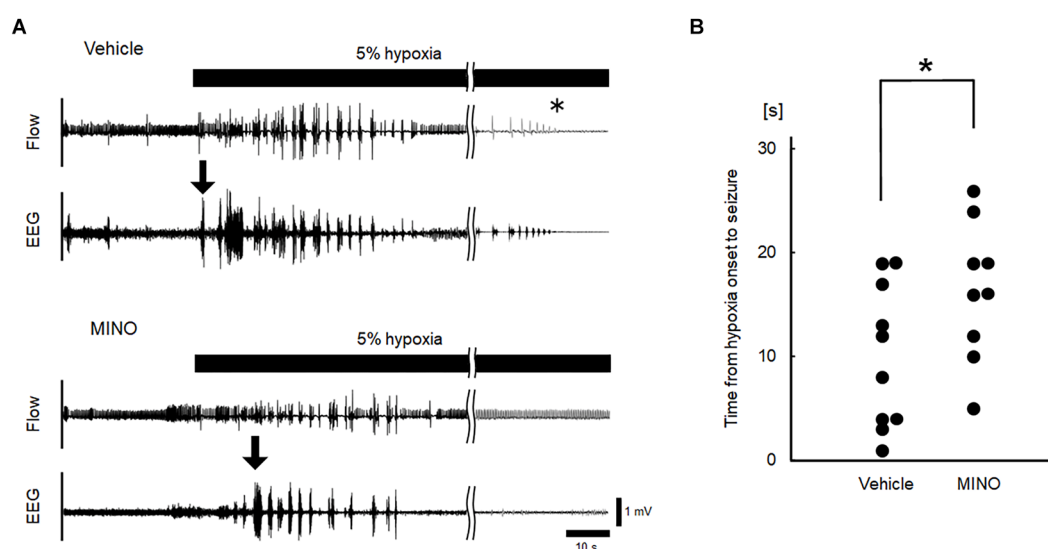 A
Vehicle
5% hypoxia
Flow
*
EEG
MINO
5% hypoxia
Flow
EEG
1 mV
10 s
B
*
[s]
30
20
10
0
Time from hypoxia onset to seizure
Vehicle
MINO